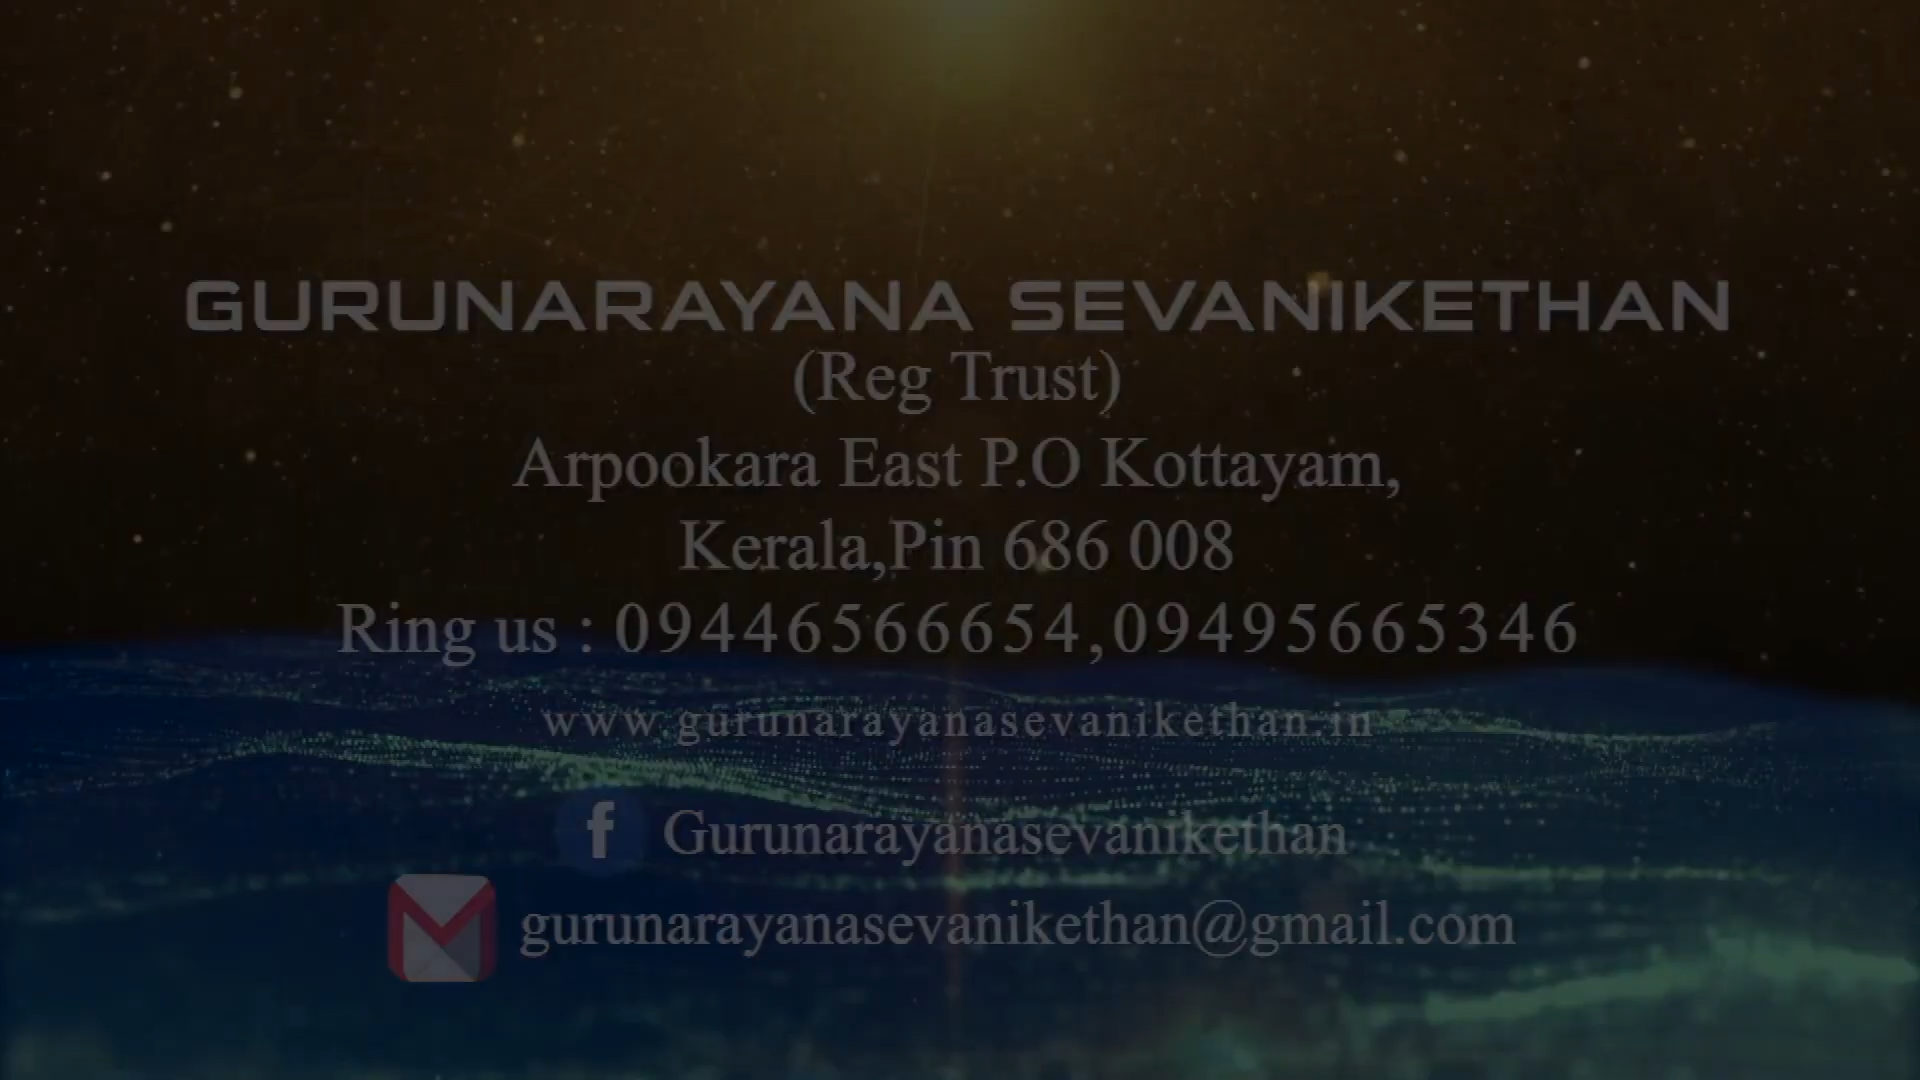 GURUNARAYANA SEVANIKETHAN
(Reg Trust)
Arpookara East P.O Kottayam,
Kerala,Pin 686 008
Ring us : 09446566654,09495665346
www.gurunarayanasevanikethan.in
f Gurunarayanasevanikethan
gurunarayanasevanikethan@gmail.com